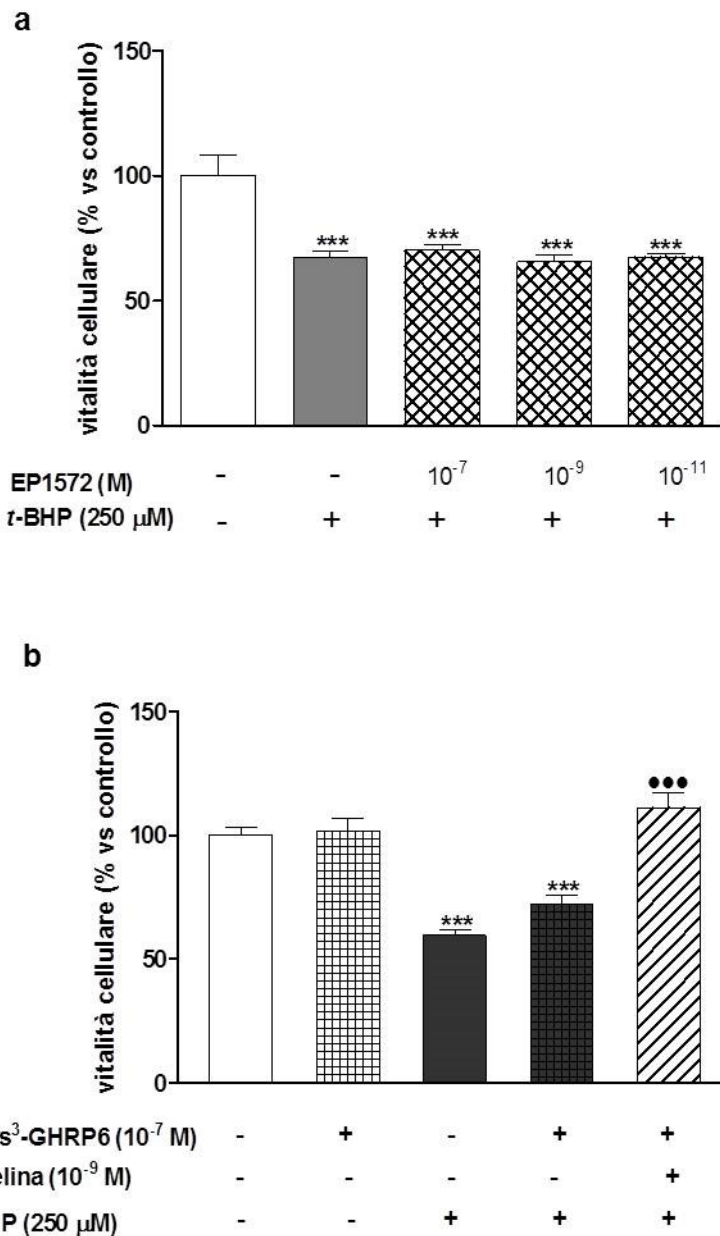 a
vitalità cellulare (% vs controllo)
150
100
50
0
***
***
***
***
EP1572 (M) - - 10⁻⁷ 10⁻⁹ 10⁻¹¹
t-BHP (250 µM) - + + + +
b
vitalità cellulare (% vs controllo)
150
100
50
0
***
***
●●●
s³-GHRP6 (10⁻⁷ M) - + - + +
elina (10⁻⁹ M) - - - - +
P (250 µM) - - + + +